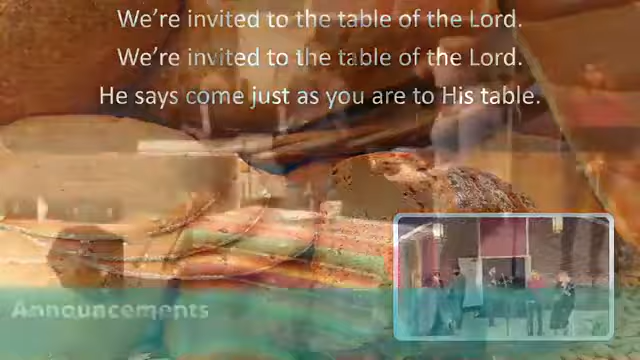 We're invited to the table of the Lord.
We're invited to the table of the Lord.
He says come just as you are to His table.
Announcements